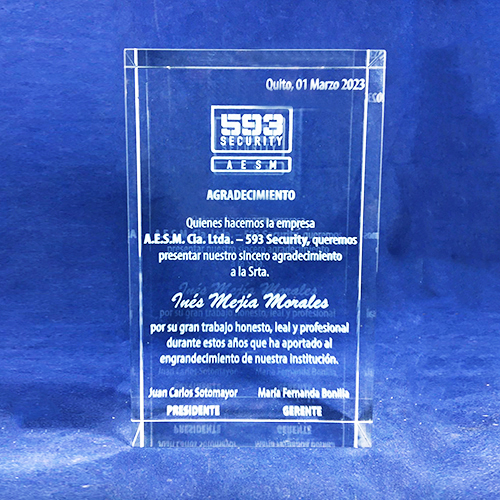 Quito, 01 Marzo 2023
593
SECURITY
AESM
AGRADECIMIENTO
Quienes hacemos la empresa
A.E.S.M. Cia. Ltda. – 593 Security, queremos
presentar nuestro sincero agradecimiento
a la Srta.
Inés Mejía Morales
por su gran trabajo honesto, leal y profesional
durante estos años que ha aportado al
engrandecimiento de nuestra Institución.
Juan Carlos Sotomayor María Fernanda Bonilla
PRESIDENTE GERENTE